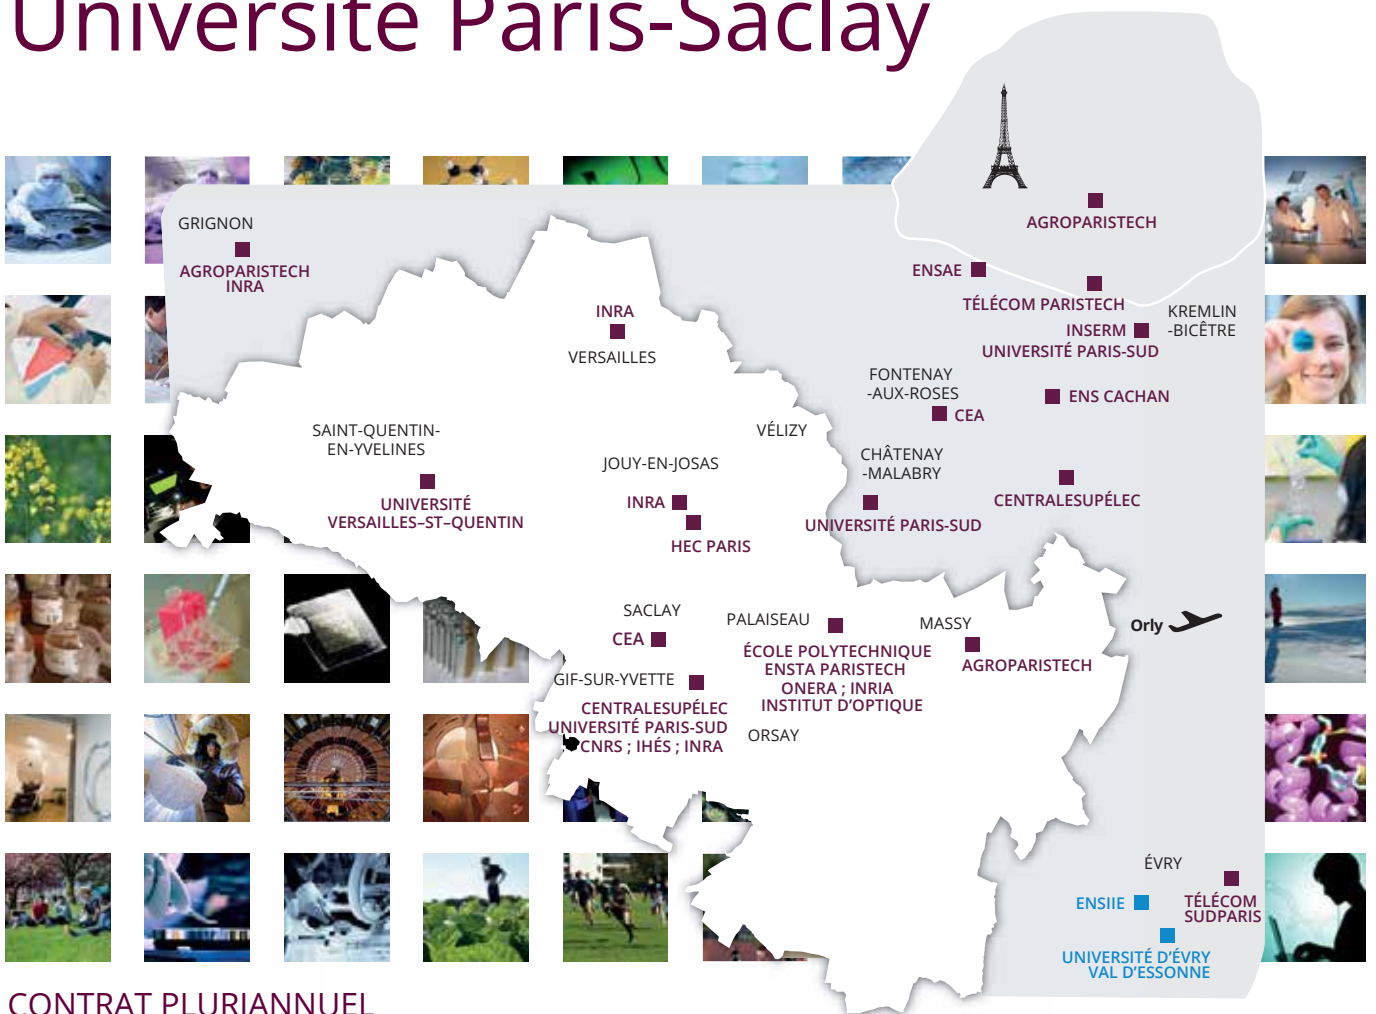 Université Paris-Saclay
AGROPARISTECH
GRIGNON
AGROPARISTECH
INRA
ENSAE
TÉLÉCOM PARISTECH
INRA
VERSAILLES
KREMLIN
-BICÊTRE
INSERM
UNIVERSITÉ PARIS-SUD
FONTENAY
-AUX-ROSES
CEA
ENS CACHAN
SAINT-QUENTIN-
EN-YVELINES
UNIVERSITÉ
VERSAILLES–ST–QUENTIN
VÉLIZY
JOUY-EN-JOSAS
INRA
HEC PARIS
CHÂTENAY
-MALABRY
UNIVERSITÉ PARIS-SUD
CENTRALESUPÉLEC
SACLAY
CEA
PALAISEAU
ÉCOLE POLYTECHNIQUE
ENSTA PARISTECH
ONERA ; INRIA
INSTITUT D'OPTIQUE
MASSY
AGROPARISTECH
Orly
GIF-SUR-YVETTE
CENTRALESUPÉLEC
UNIVERSITÉ PARIS-SUD
CNRS ; IHÉS ; INRA
ORSAY
ÉVRY
ENSIIE
TÉLÉCOM
SUDPARIS
UNIVERSITÉ D'ÉVRY
VAL D'ESSONNE
CONTRAT PLURIANNUEL